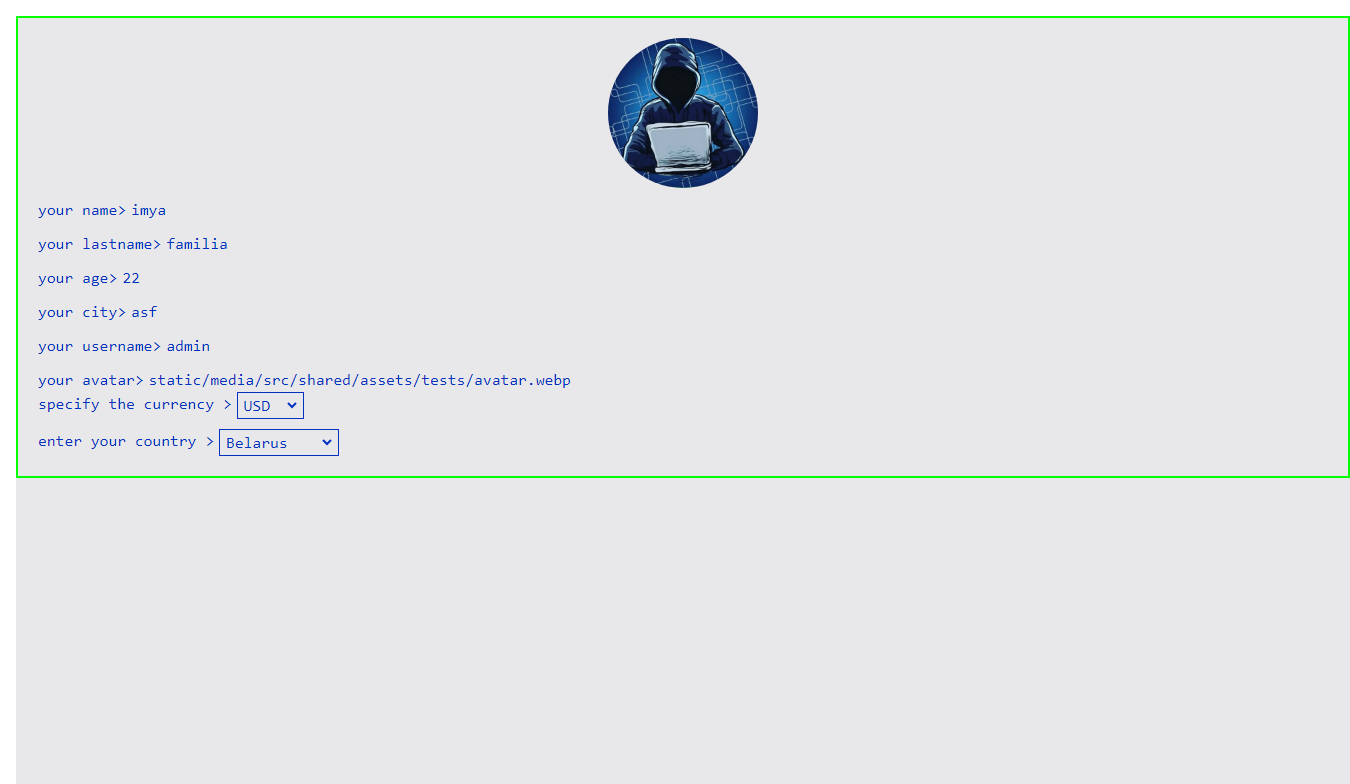 your name> imya
your lastname> familia
your age> 22
your city> asf
your username> admin
your avatar> static/media/src/shared/assets/tests/avatar.webp
specify the currency > USD
enter your country > Belarus